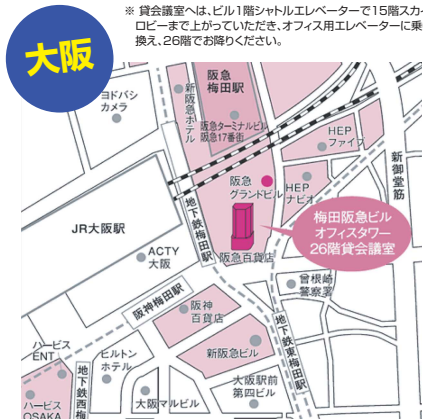 ※ 貸会議室へは、ビル1階シャトルエレベーターで15階スカイ
ロビーまで上がっていただき、オフィス用エレベーターに乗
換え、26階でお降りください。
大阪
ヨドバシ
カメラ
新阪急ホテル
阪急
梅田駅
阪急ターミナルビル
阪急17番街
HEP
ファイブ
新御堂筋
阪急
グランドビル
HEP
ナビオ
JR大阪駅
地下鉄梅田駅
梅田阪急ビル
オフィスタワー
26階貸会議室
ACTY
大阪
阪急百貨店
曽根崎
警察署
阪神梅田駅
阪神
百貨店
地下鉄東梅田駅
ハービス
ENT
ヒルトン
ホテル
新阪急ビル
地下鉄西梅
大阪駅前
第四ビル
ハービス
OSAKA
大阪マルビル